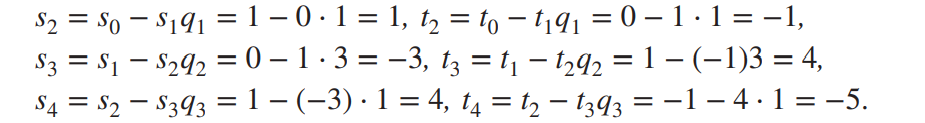 s₂ = s₀ − s₁q₁ = 1 − 0 · 1 = 1, t₂ = t₀ − t₁q₁ = 0 − 1 · 1 = −1,
s₃ = s₁ − s₂q₂ = 0 − 1 · 3 = −3, t₃ = t₁ − t₂q₂ = 1 − (−1)3 = 4,
s₄ = s₂ − s₃q₃ = 1 − (−3) · 1 = 4, t₄ = t₂ − t₃q₃ = −1 − 4 · 1 = −5.